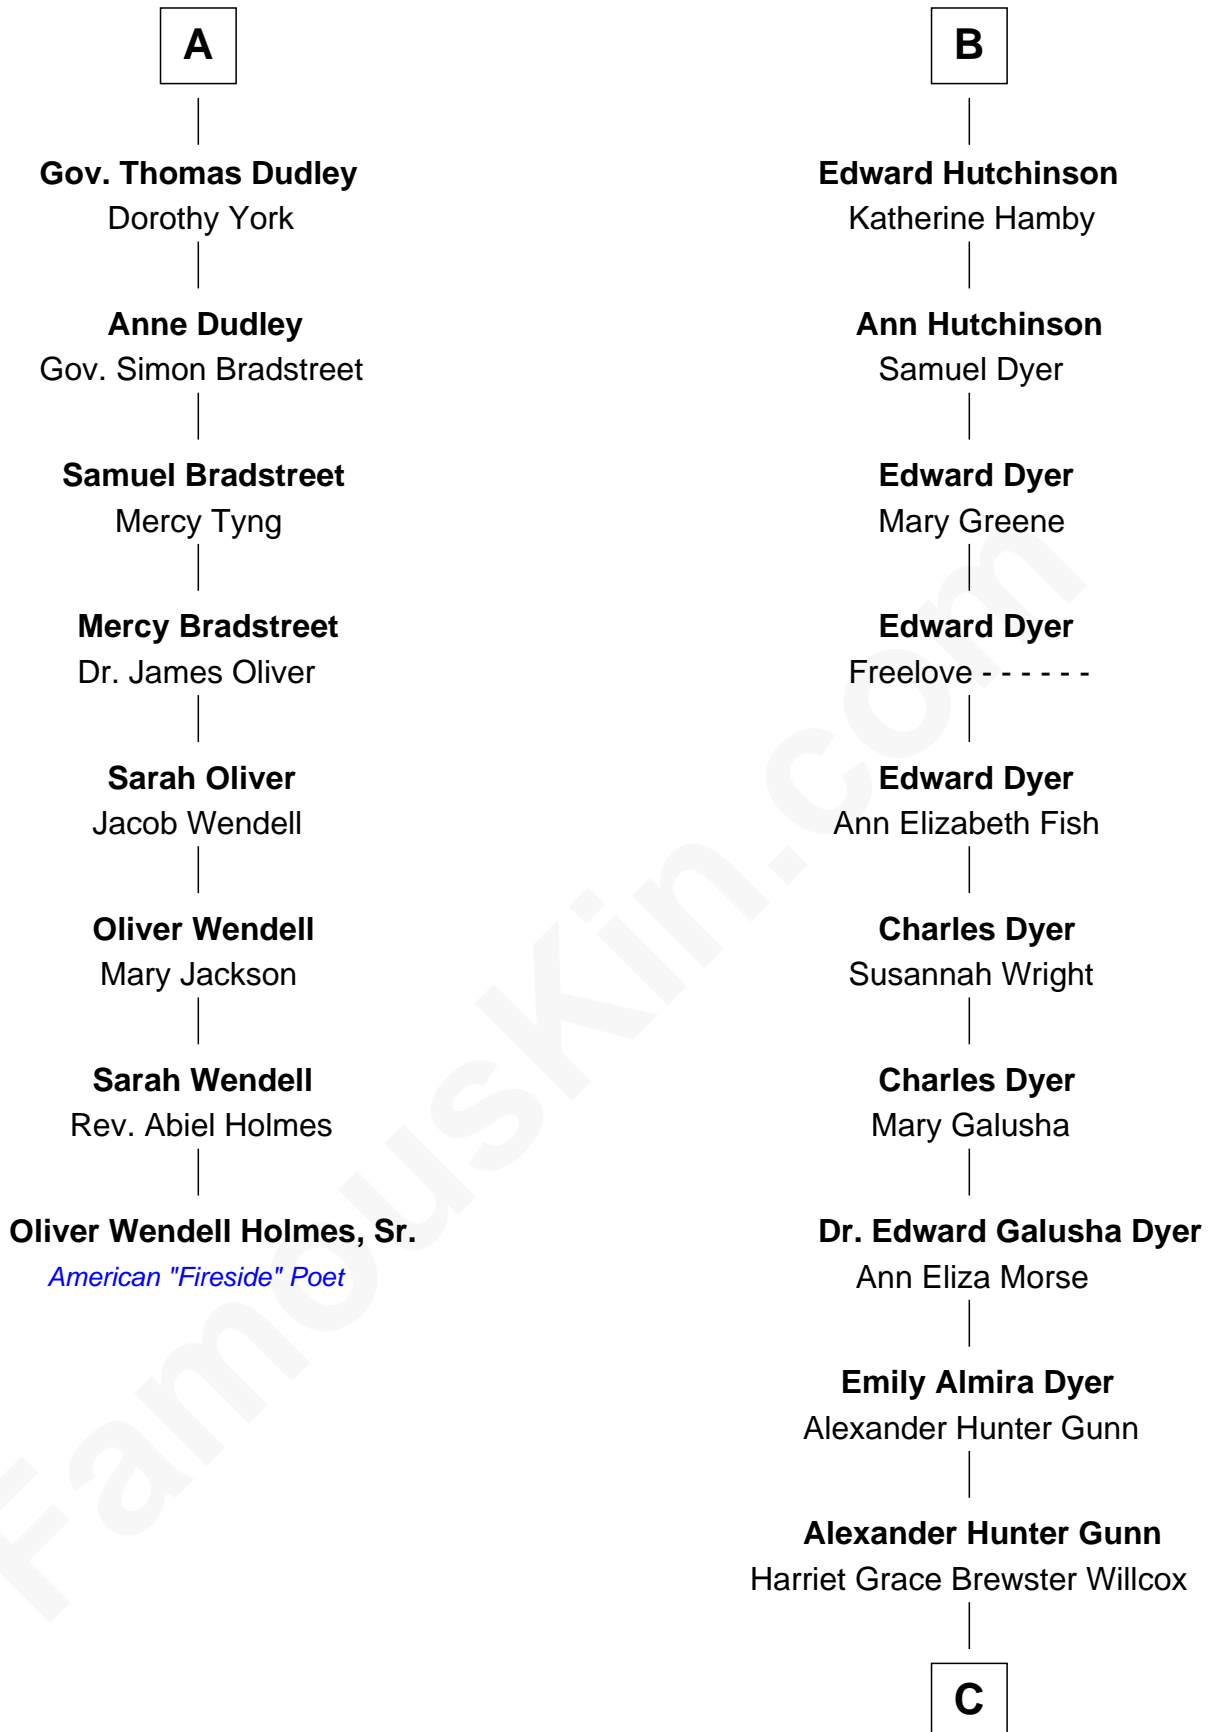 A
Gov. Thomas Dudley
Dorothy York
Anne Dudley
Gov. Simon Bradstreet
Samuel Bradstreet
Mercy Tyng
Mercy Bradstreet
Dr. James Oliver
Sarah Oliver
Jacob Wendell
Oliver Wendell
Mary Jackson
Sarah Wendell
Rev. Abiel Holmes
Oliver Wendell Holmes, Sr.
American "Fireside" Poet
B
Edward Hutchinson
Katherine Hamby
Ann Hutchinson
Samuel Dyer
Edward Dyer
Mary Greene
Edward Dyer
Freelove - - - - - -
Edward Dyer
Ann Elizabeth Fish
Charles Dyer
Susannah Wright
Charles Dyer
Mary Galusha
Dr. Edward Galusha Dyer
Ann Eliza Morse
Emily Almira Dyer
Alexander Hunter Gunn
Alexander Hunter Gunn
Harriet Grace Brewster Willcox
C
FamousKin.com